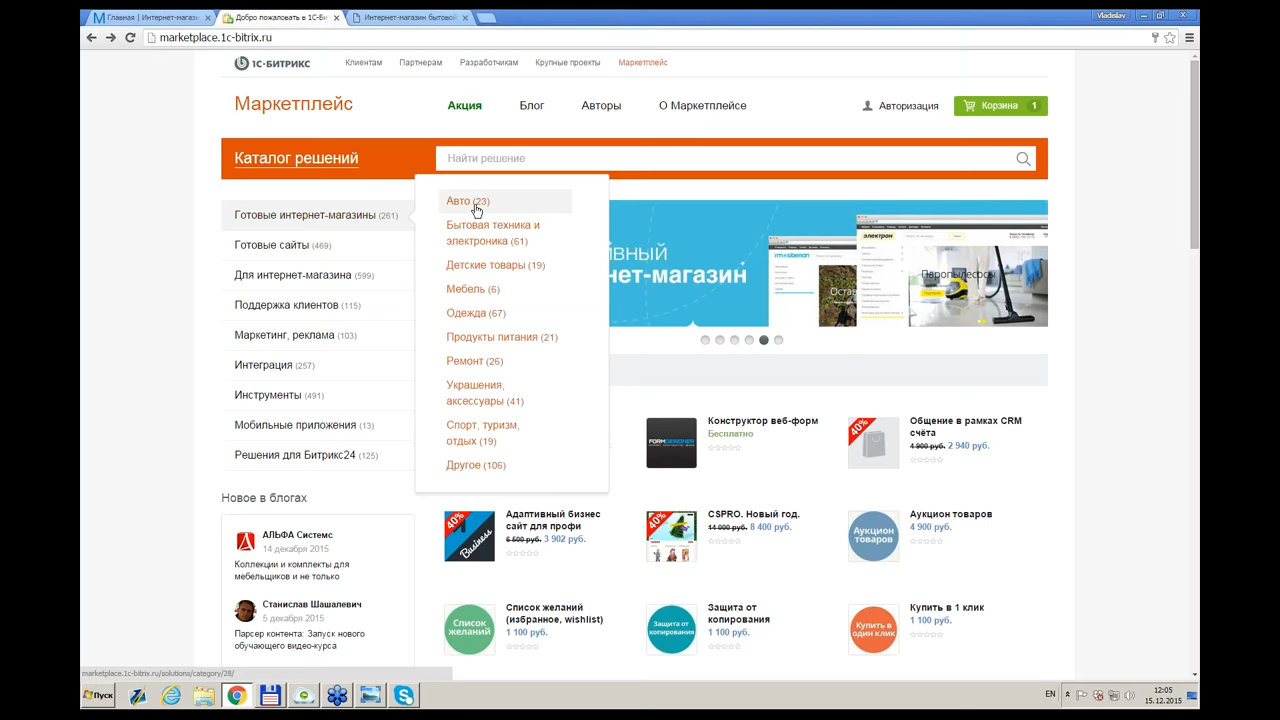 Главная | Интернет-магаз
Добро пожаловать в 1С-Би
Интернет-магазин бытовой
Vladislav
marketplace.1c-bitrix.ru
1С-БИТРИКС
Клиентам
Партнерам
Разработчикам
Крупные проекты
Маркетплейс
Маркетплейс
Акция
Блог
Авторы
О Маркетплейсе
Авторизация
Корзина 1
Каталог решений
Найти решение
Готовые интернет-магазины (261)
Готовые сайты (469)
Для интернет-магазина (599)
Поддержка клиентов (115)
Маркетинг, реклама (103)
Интеграция (257)
Инструменты (491)
Мобильные приложения (13)
Решения для Битрикс24 (125)
Авто (23)
Бытовая техника и
электроника (61)
Детские товары (19)
Мебель (6)
Одежда (67)
Продукты питания (21)
Ремонт (26)
Украшения,
аксессуары (41)
Спорт, туризм,
отдых (19)
Другое (106)
ИВНЫЙ
НЕТ-МАГАЗИН
электрон
Паропылесосы
Конструктор веб-форм
Бесплатно
FORMDESIGNER
40%
Общение в рамках CRM
счёта
4 900 руб. 2 940 руб.
40%
Business
Адаптивный бизнес
сайт для профи
6 500 руб. 3 902 руб.
40%
CSPRO. Новый год.
14 000 руб. 8 400 руб.
Аукцион
товаров
Аукцион товаров
4 900 руб.
Список
желаний
Список желаний
(избранное, wishlist)
1 100 руб.
Защита от
копирования
Защита от
копирования
1 100 руб.
Купить в
один клик
Купить в 1 клик
1 100 руб.
Новое в блогах
АЛЬФА Системс
14 декабря 2015
Коллекции и комплекты для
мебельщиков и не только
Станислав Шашалевич
5 декабря 2015
Парсер контента: Запуск нового
обучающего видео-курса
marketplace.1c-bitrix.ru/solutions/category/28/
Пуск
EN
12:05
15.12.2015